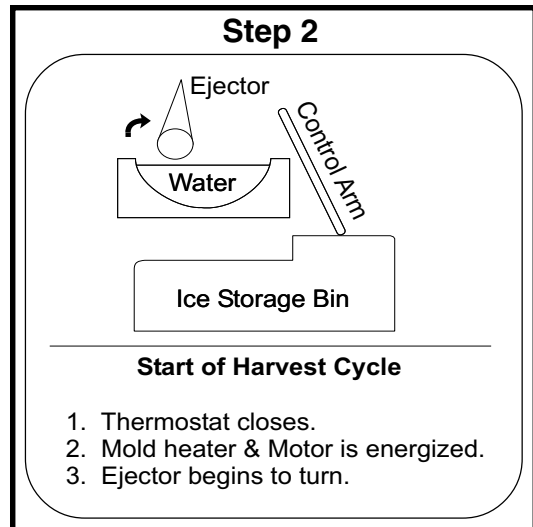 Step 2
Ejector
Control Arm
Water
Ice Storage Bin
Start of Harvest Cycle
1. Thermostat closes.
2. Mold heater & Motor is energized.
3. Ejector begins to turn.